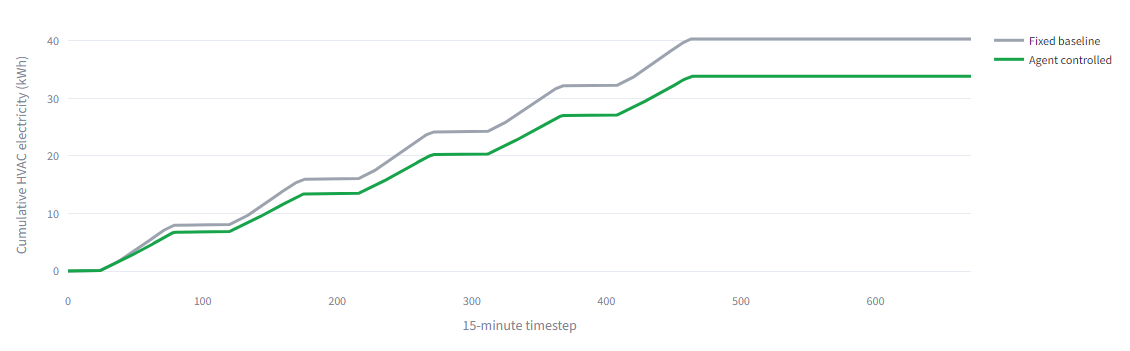 Cumulative HVAC electricity (kWh)
40
30
20
10
0
0 100 200 300 400 500 600
15-minute timestep
Fixed baseline
Agent controlled